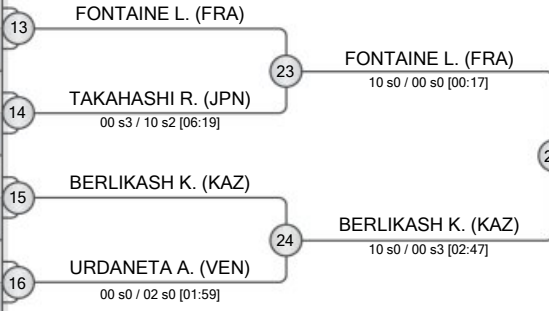 FONTAINE L. (FRA)
13
23
FONTAINE L. (FRA)
10 s0 / 00 s0 [00:17]
TAKAHASHI R. (JPN)
14
00 s3 / 10 s2 [06:19]
BERLIKASH K. (KAZ)
15
24
BERLIKASH K. (KAZ)
10 s0 / 00 s3 [02:47]
URDANETA A. (VEN)
16
00 s0 / 02 s0 [01:59]